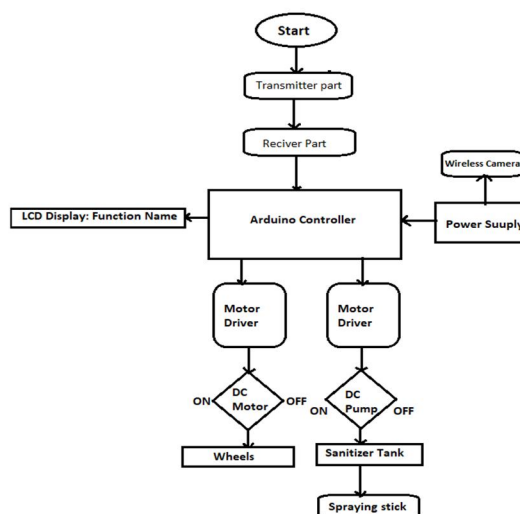 Start
Transmitter part
Reciver Part
Wireless Camera
LCD Display: Function Name
Arduino Controller
Power Suuply
Motor
Driver
Motor
Driver
ON
DC
Motor
OFF
ON
DC
Pump
OFF
Wheels
Sanitizer Tank
Spraying stick